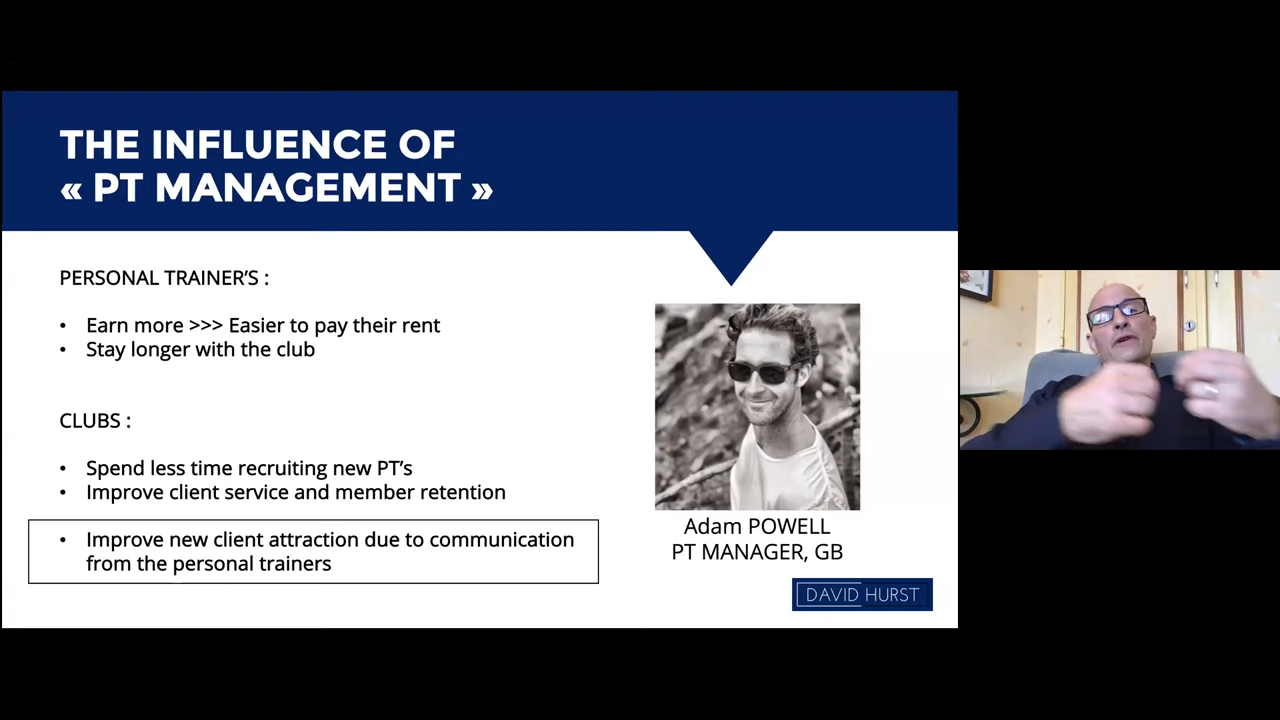 THE INFLUENCE OF
« PT MANAGEMENT »
PERSONAL TRAINER'S :
• Earn more >>> Easier to pay their rent
• Stay longer with the club
CLUBS :
• Spend less time recruiting new PT's
• Improve client service and member retention
• Improve new client attraction due to communication
from the personal trainers
Adam POWELL
PT MANAGER, GB
DAVID HURST